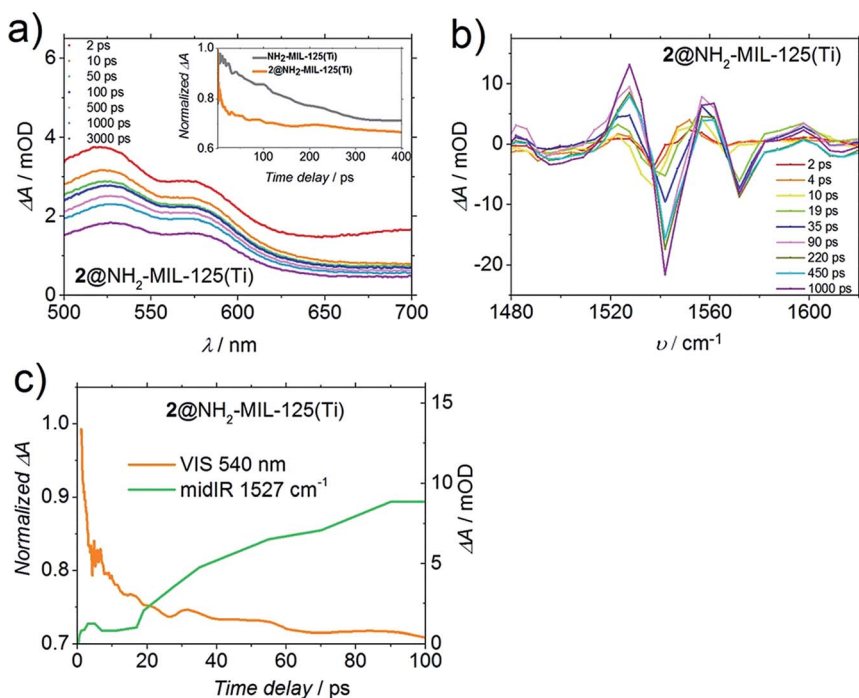 a)
6
4
2
0
ΔA / mOD
2 ps
10 ps
50 ps
100 ps
500 ps
1000 ps
3000 ps
1.0
0.8
0.6
Normalized ΔA
NH2-MIL-125(Ti)
2@NH2-MIL-125(Ti)
100 200 300 400
Time delay / ps
2@NH2-MIL-125(Ti)
500 550 600 650 700
λ / nm
b)
2@NH2-MIL-125(Ti)
10
0
-10
-20
ΔA / mOD
2 ps
4 ps
10 ps
19 ps
35 ps
90 ps
220 ps
450 ps
1000 ps
1480 1520 1560 1600
υ / cm-1
c)
2@NH2-MIL-125(Ti)
1.0
0.9
0.8
0.7
Normalized ΔA
VIS 540 nm
midIR 1527 cm-1
15
10
5
0
ΔA / mOD
0 20 40 60 80 100
Time delay / ps